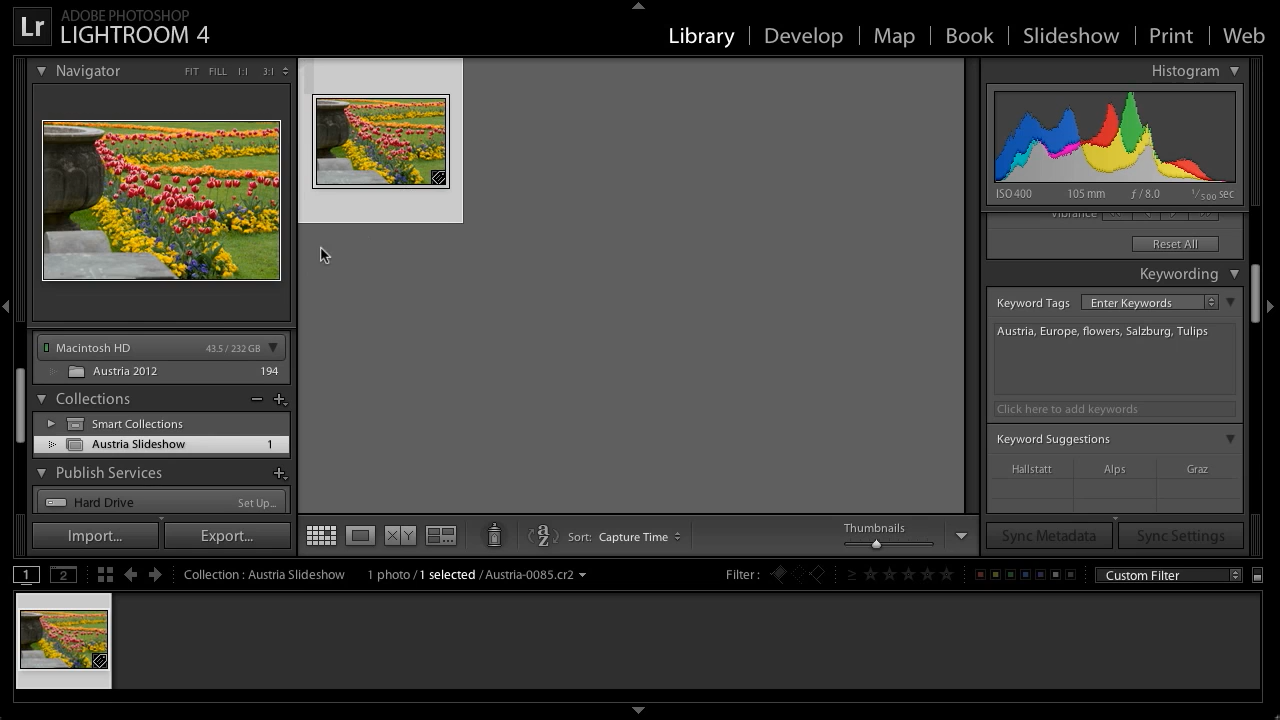 Lr
ADOBE PHOTOSHOP
LIGHTROOM 4
Library | Develop | Map | Book | Slideshow | Print | Web
Navigator FIT FILL 1:1 3:1
Macintosh HD 43.5 / 232 GB
Austria 2012 194
Collections
Smart Collections
Austria Slideshow 1
Publish Services
Hard Drive Set Up...
Import... Export...
Sort: Capture Time
Thumbnails
Histogram
ISO 400 105 mm ƒ / 8.0 1/500 sec
Vibrance
Reset All
Keywording
Keyword Tags Enter Keywords
Austria, Europe, flowers, Salzburg, Tulips
Click here to add keywords
Keyword Suggestions
Hallstatt Alps Graz
Sync Metadata Sync Settings
1 2 Collection : Austria Slideshow 1 photo / 1 selected / Austria-0085.cr2 Filter : Custom Filter